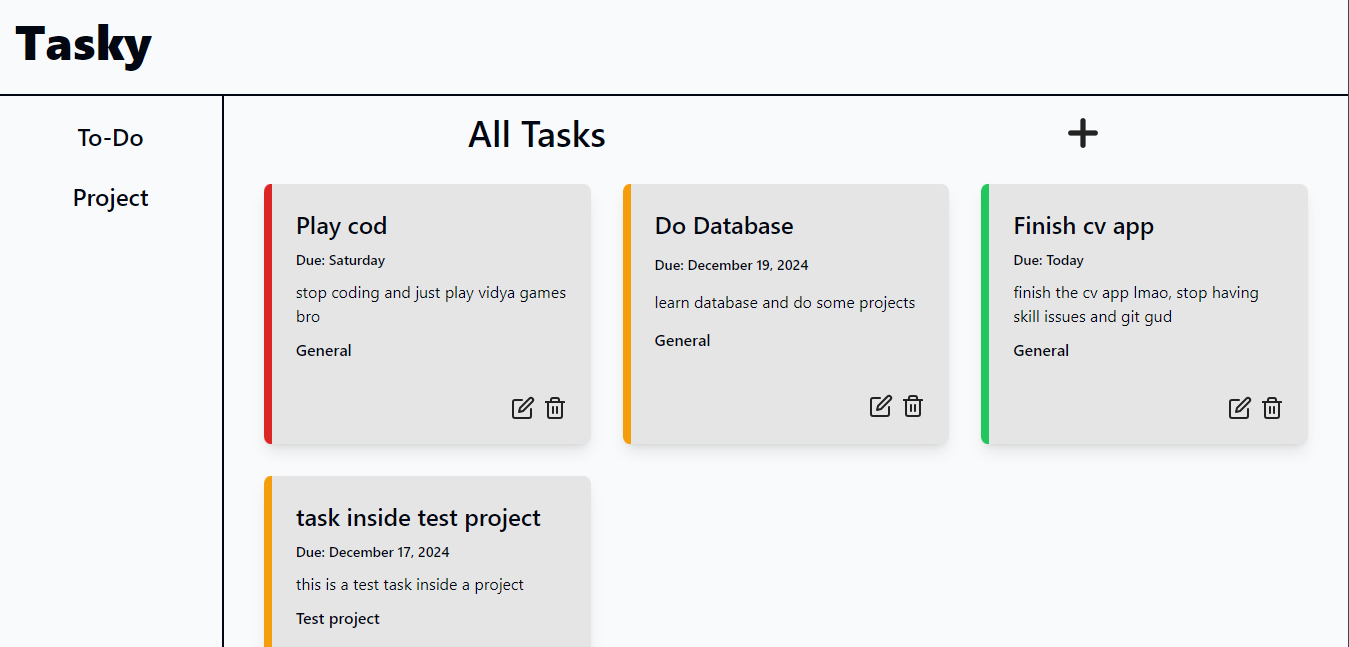 Tasky
To-Do
Project
All Tasks
Play cod
Due: Saturday
stop coding and just play vidya games
bro
General
Do Database
Due: December 19, 2024
learn database and do some projects
General
Finish cv app
Due: Today
finish the cv app lmao, stop having
skill issues and git gud
General
task inside test project
Due: December 17, 2024
this is a test task inside a project
Test project